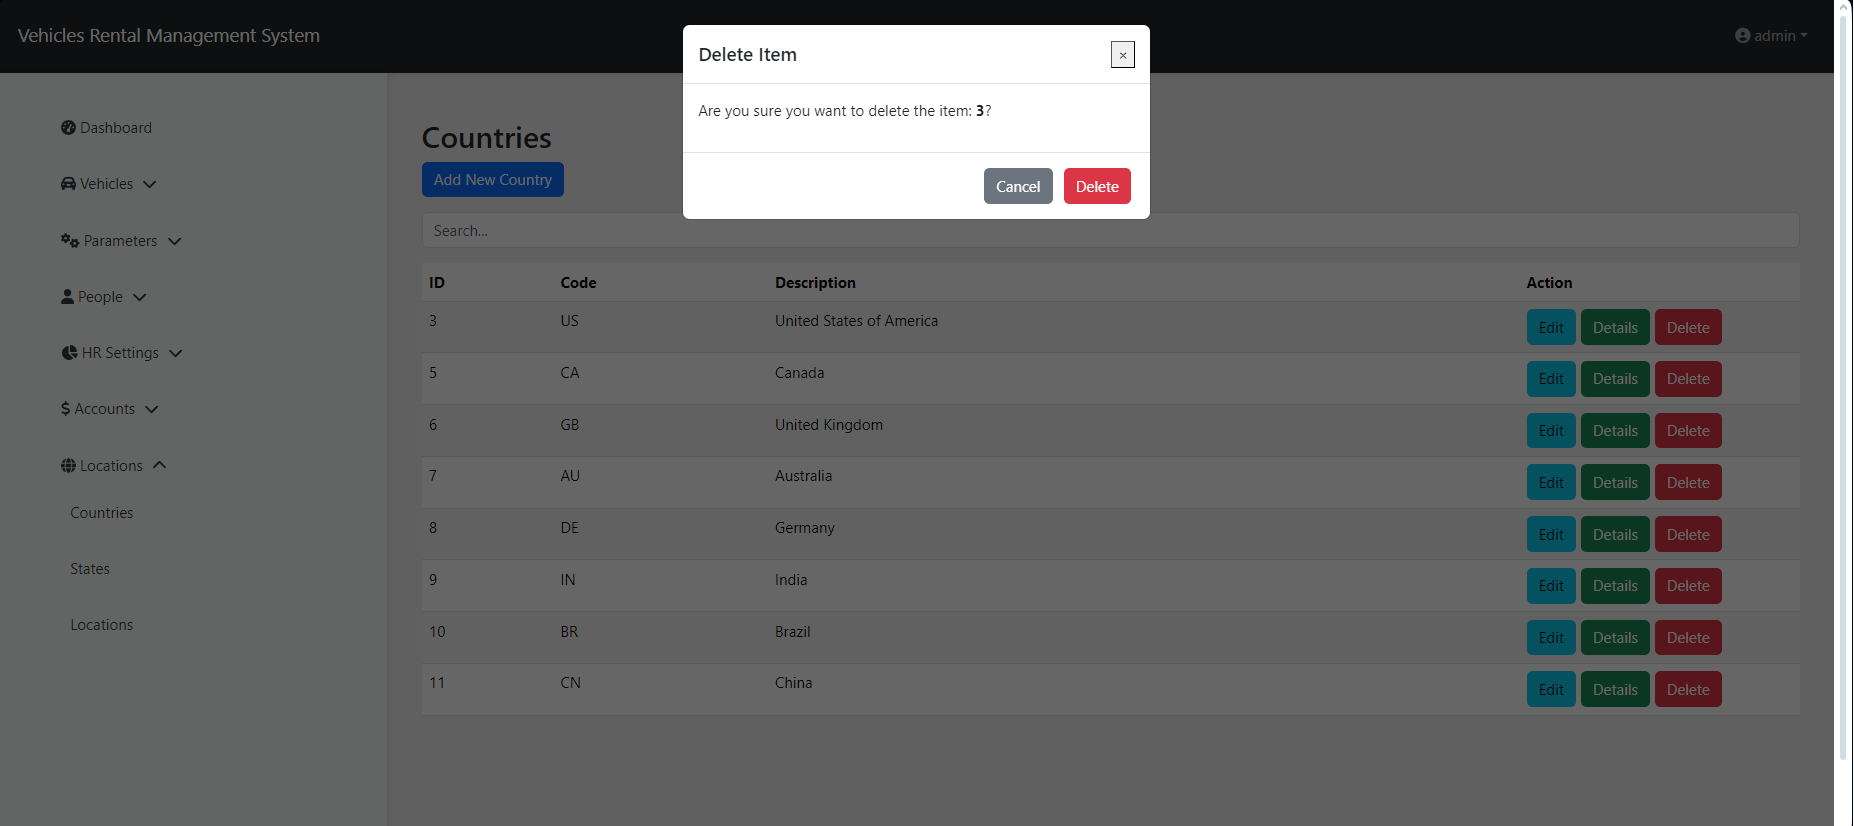 Vehicles Rental Management System
admin
Delete Item
×
Are you sure you want to delete the item: 3?
Cancel Delete
Dashboard
Vehicles
Parameters
People
HR Settings
Accounts
Locations
Countries
States
Locations
Countries
Add New Country
Search...
ID Code Description Action
3 US United States of America Edit Details Delete
5 CA Canada Edit Details Delete
6 GB United Kingdom Edit Details Delete
7 AU Australia Edit Details Delete
8 DE Germany Edit Details Delete
9 IN India Edit Details Delete
10 BR Brazil Edit Details Delete
11 CN China Edit Details Delete